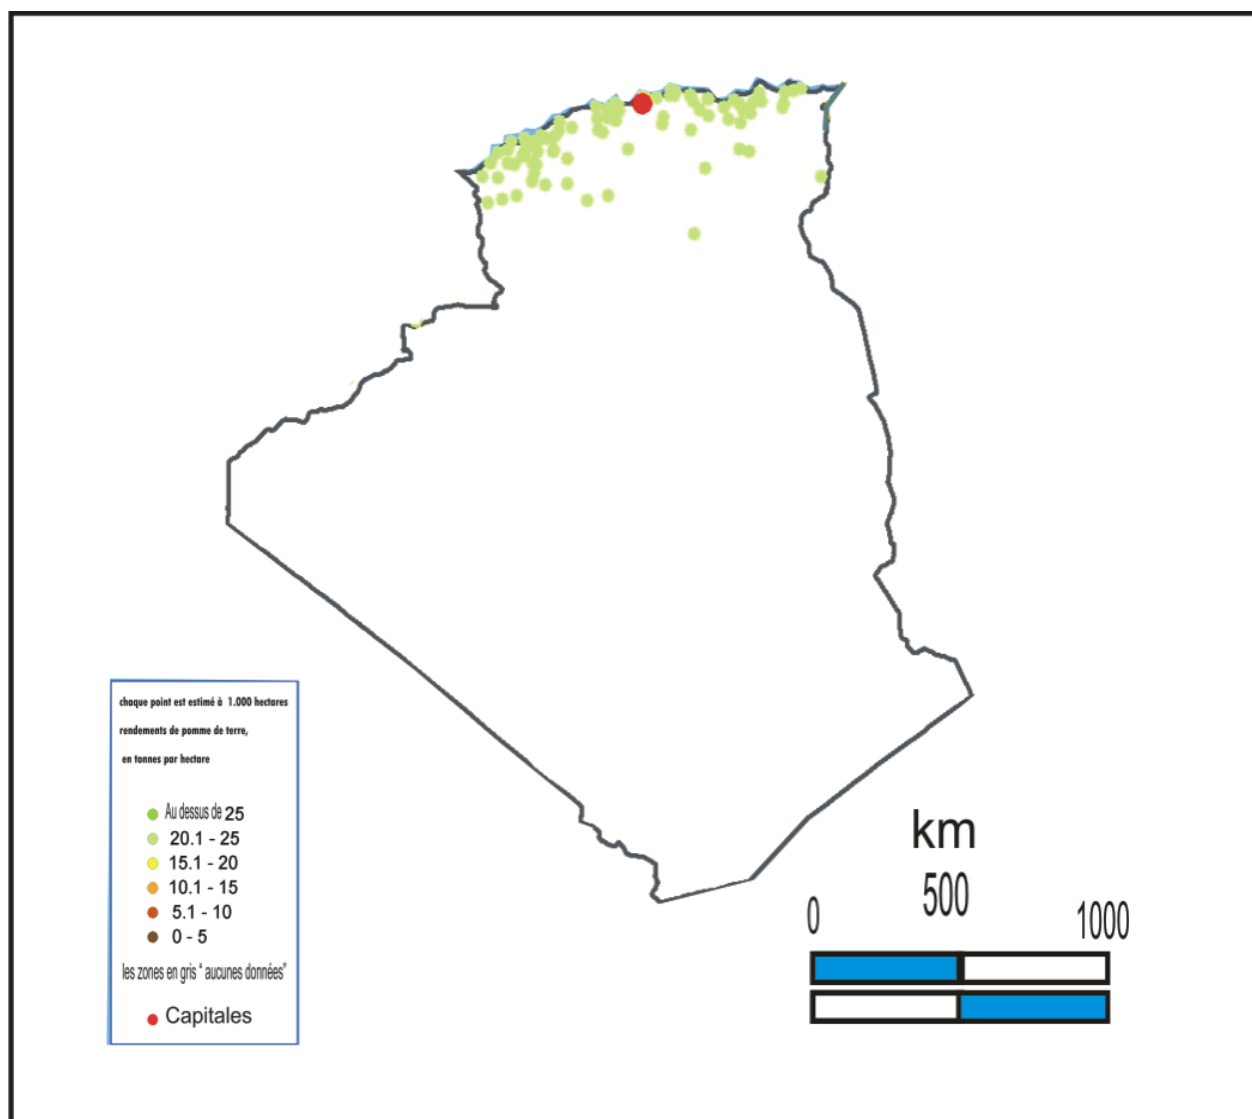 chaque point est estimé à 1.000 hectares
rendements de pomme de terre,
en tonnes par hectare
Au dessus de 25
20.1 - 25
15.1 - 20
10.1 - 15
5.1 - 10
0 - 5
les zones en gris " aucunes données"
Capitales
km
0 500 1000